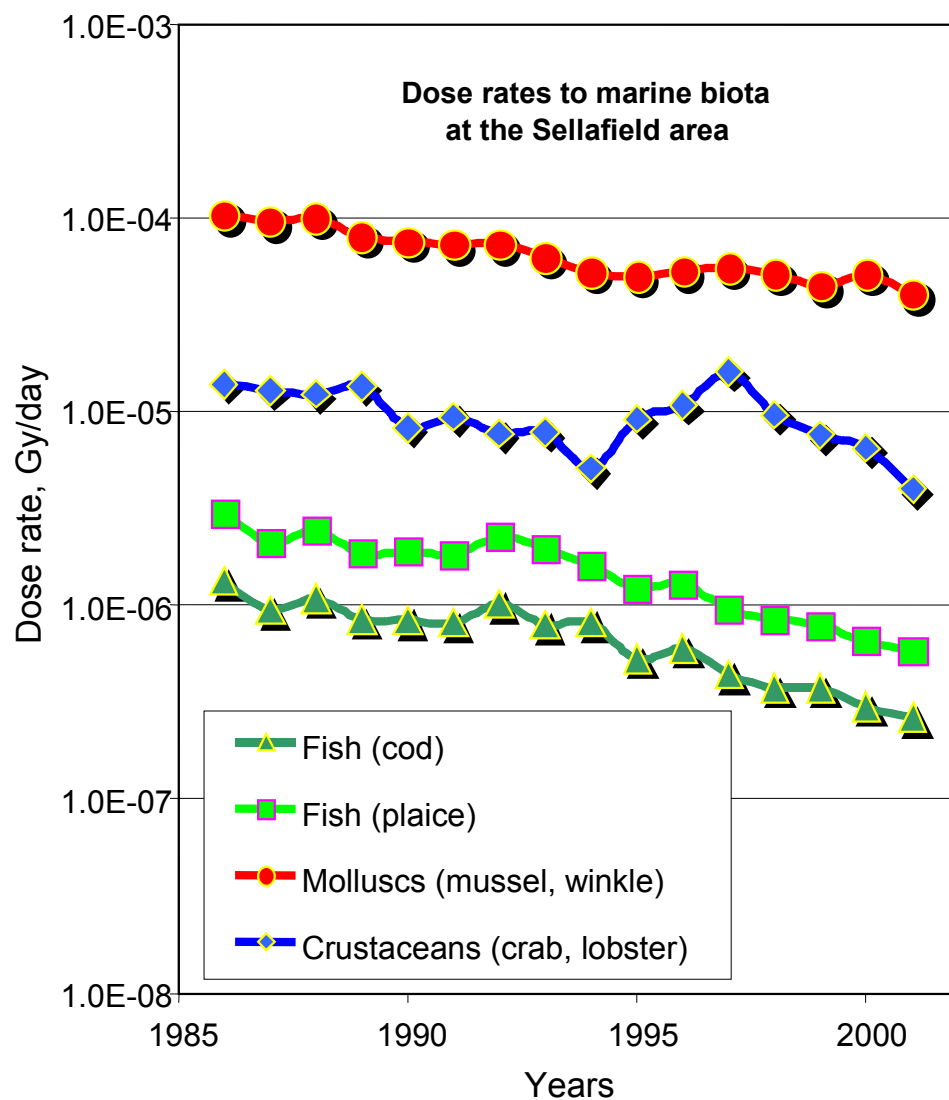 1.0E-03
Dose rates to marine biota
at the Sellafield area
1.0E-04
1.0E-05
1.0E-06
1.0E-07
1.0E-08
Dose rate, Gy/day
Fish (cod)
Fish (plaice)
Molluscs (mussel, winkle)
Crustaceans (crab, lobster)
1985 1990 1995 2000
Years